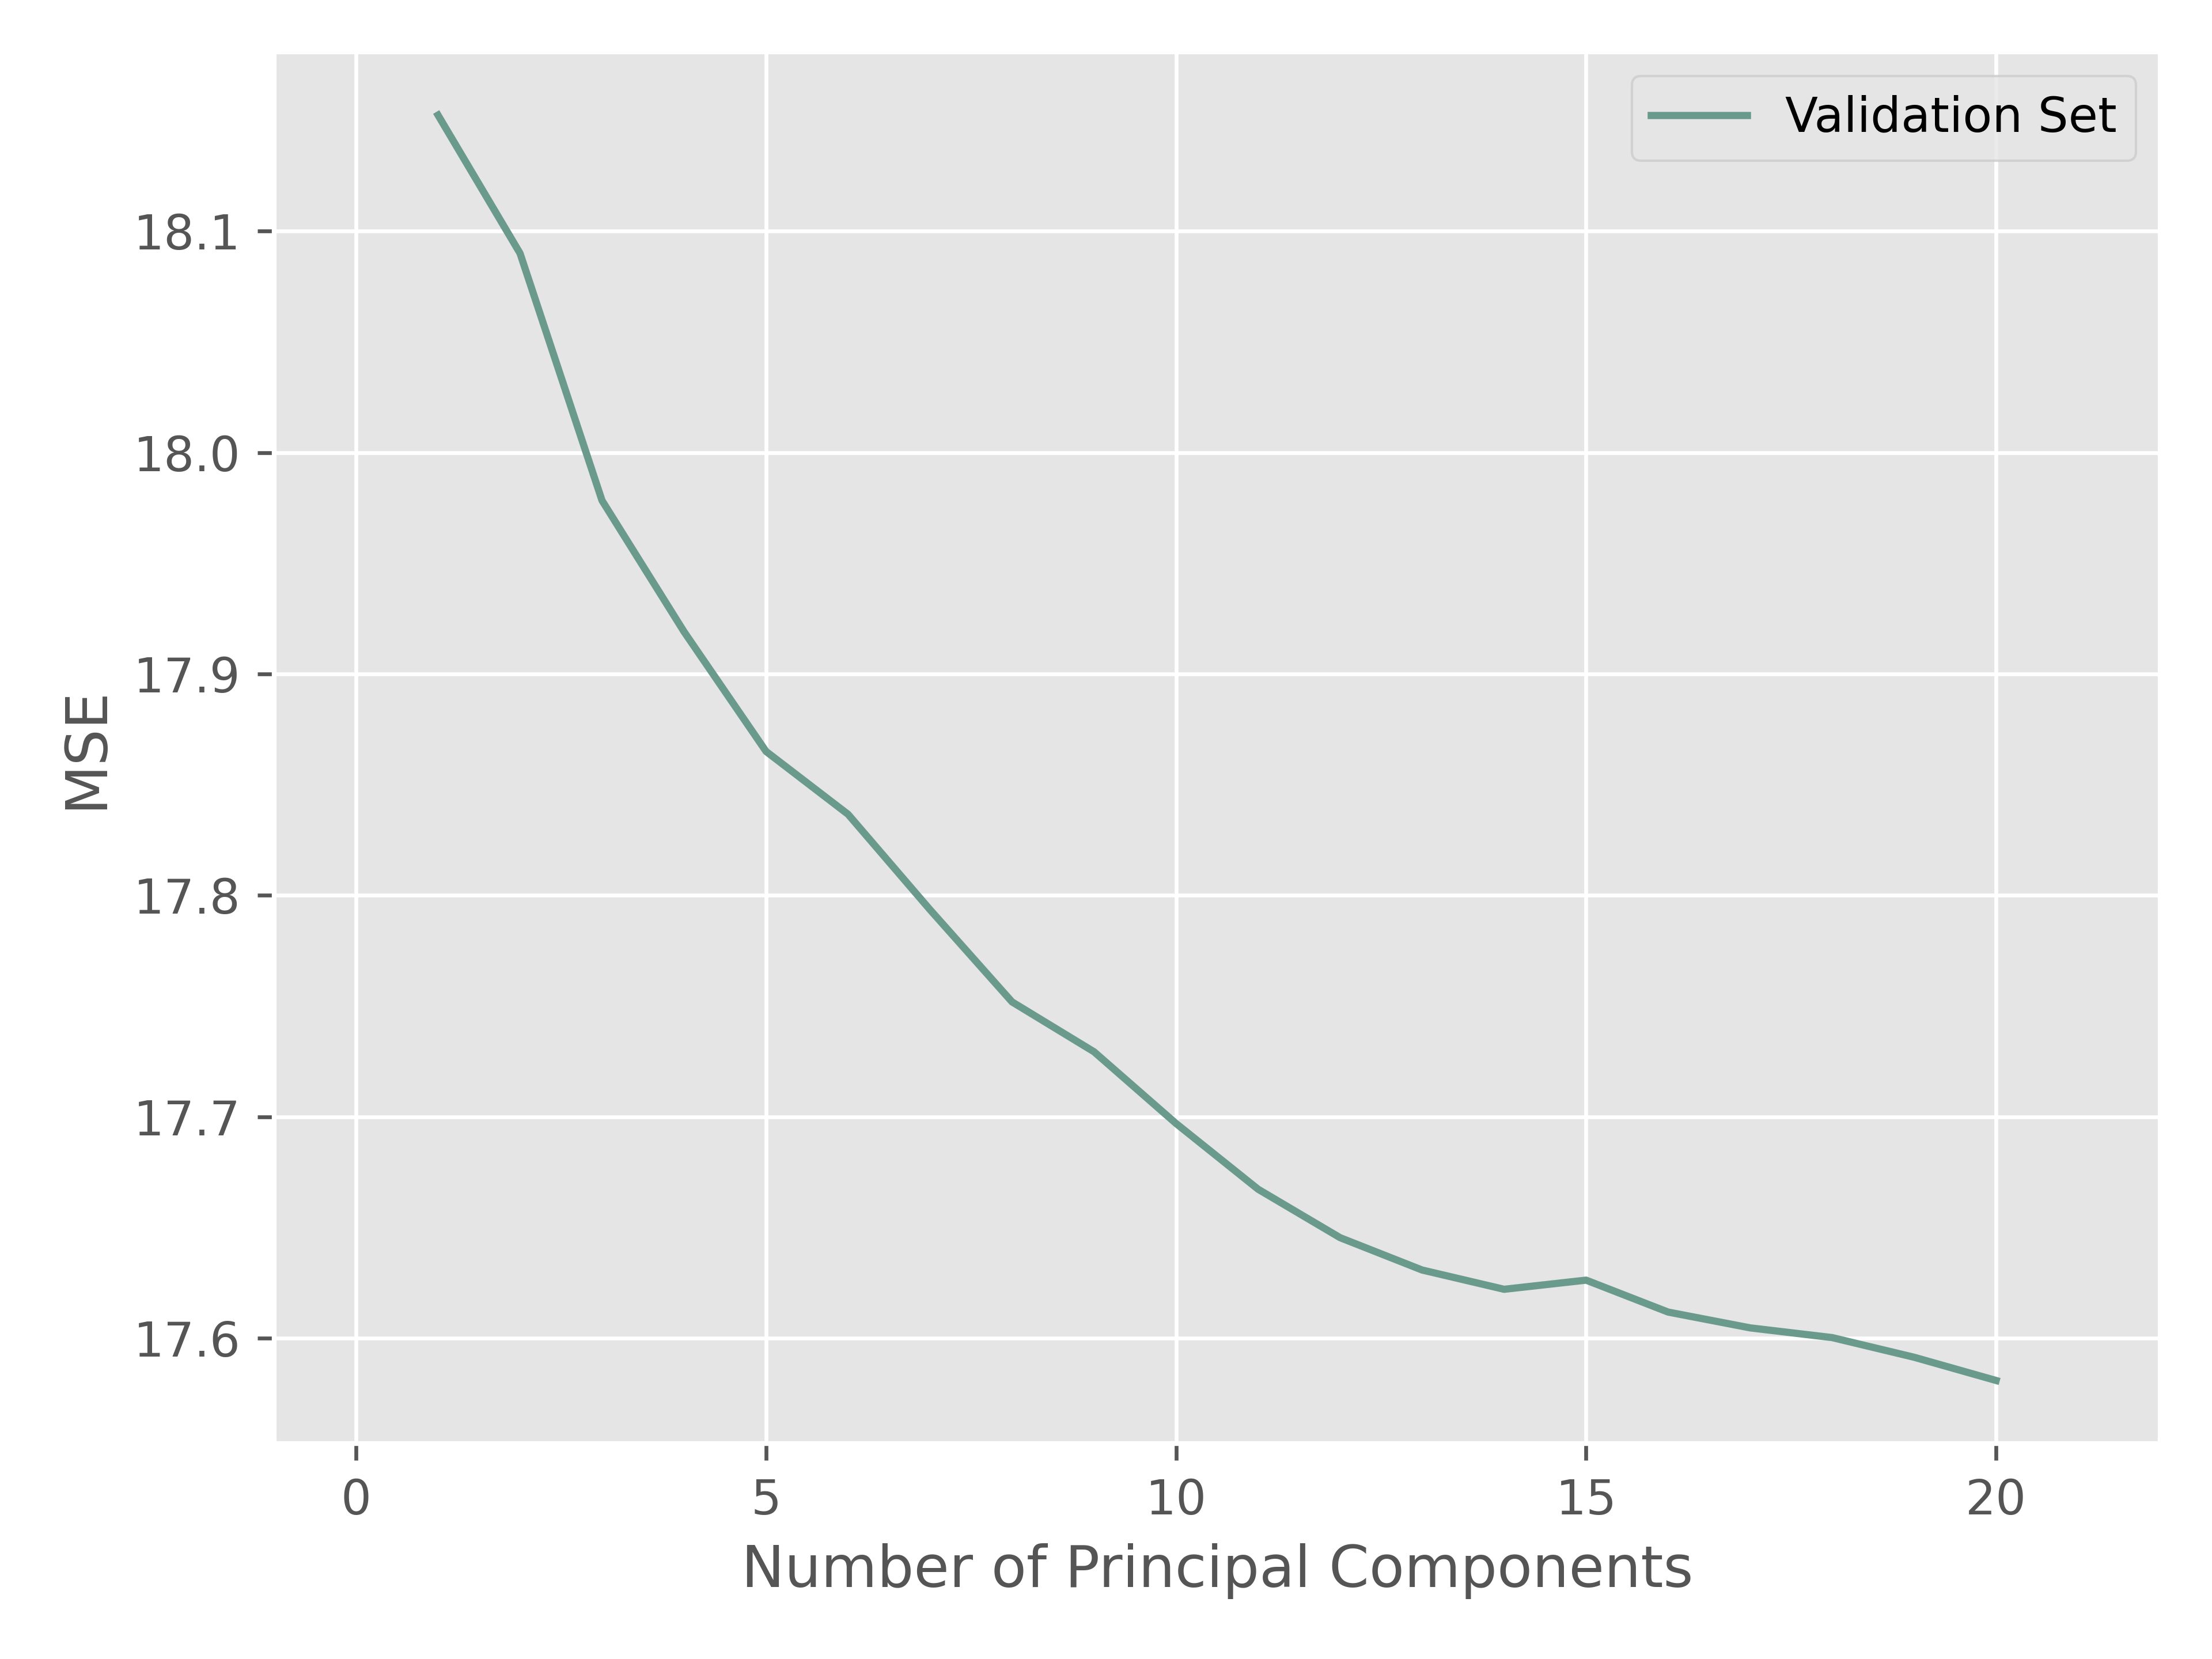 Validation Set
18.1
18.0
17.9
17.8
17.7
17.6
MSE
0 5 10 15 20
Number of Principal Components